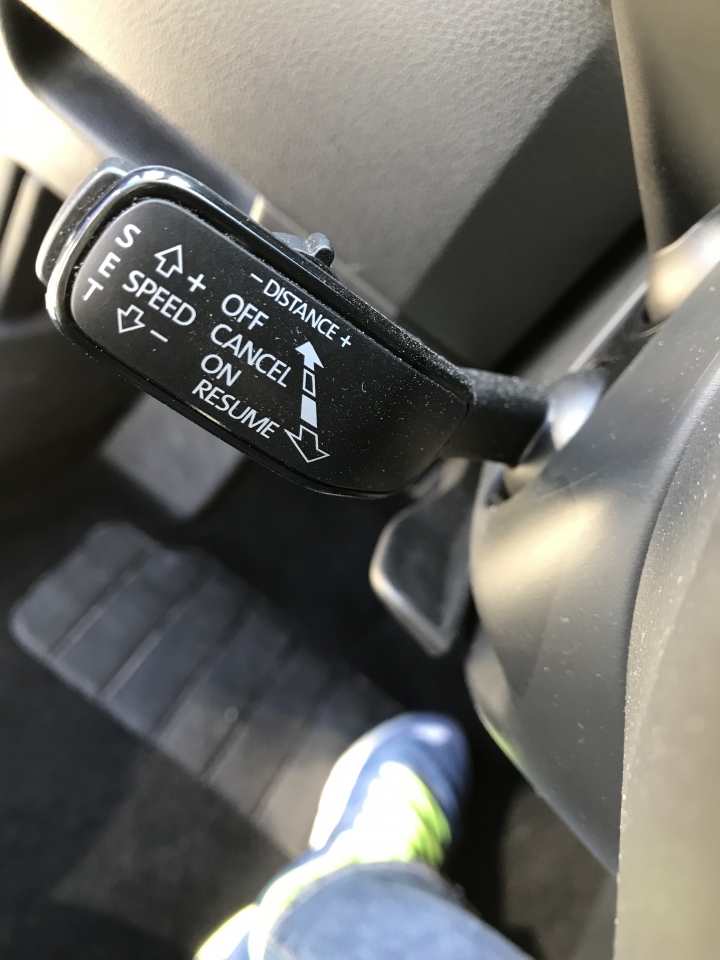 SET
SPEED +
−
− DISTANCE +
OFF
CANCEL
ON
RESUME